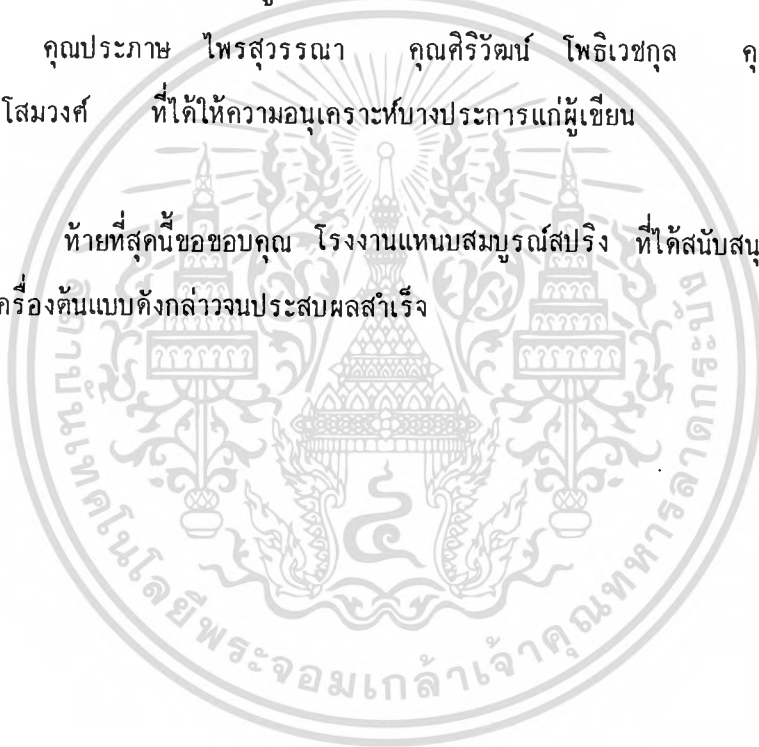 คุณประภาษ ไพรสุวรรณา คุณศิริวัฒน์ โพธิเวชกุล คุ
โสมวงศ์ ที่ได้ให้ความอนุเคราะห์บางประการแก่ผู้เขียน
ท้ายที่สุดนี้ขอขอบคุณ โรงงานแหนบสมบูรณ์สปริง ที่ได้สนับสนุ
ครื่องต้นแบบดังกล่าวจนประสบผลสำเร็จ
สถาบันเทคโนโลยีพระจอมเกล้าเจ้าคุณทหารลาดกระบัง